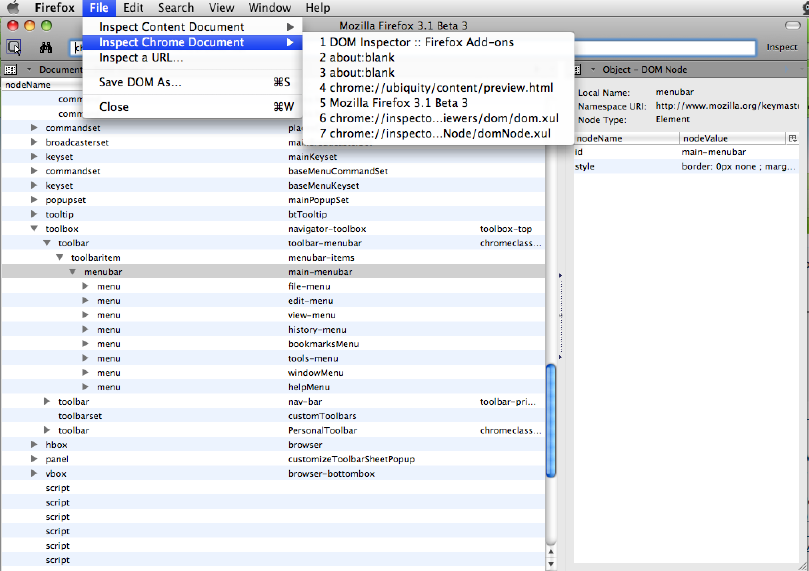 Firefox File Edit Search View Window Help
Inspect Content Document
Mozilla Firefox 3.1 Beta 3
Inspect Chrome Document
Inspect a URL...
Save DOM As... ⌘S
Close ⌘W
1 DOM Inspector :: Firefox Add-ons
2 about:blank
3 about:blank
4 chrome://ubiquity/content/preview.html
5 Mozilla Firefox 3.1 Beta 3
6 chrome://inspecto...iewers/dom/dom.xul
7 chrome://inspecto...Node/domNode.xul
Inspect
Document
nodeName
comm
comm
commandset
broadcasterset
keyset mainKeyset
commandset baseMenuCommandSet
keyset baseMenuKeyset
popupset mainPopupSet
tooltip btTooltip
toolbox navigator-toolbox toolbox-top
toolbar toolbar-menubar chromeclass...
toolbaritem menubar-items
menubar main-menubar
menu file-menu
menu edit-menu
menu view-menu
menu history-menu
menu bookmarksMenu
menu tools-menu
menu windowMenu
menu helpMenu
toolbar nav-bar toolbar-pri...
toolbarset customToolbars
toolbar PersonalToolbar chromeclass...
hbox browser
panel customizeToolbarSheetPopup
vbox browser-bottombox
script
script
script
script
script
script
Object - DOM Node
Local Name: menubar
Namespace URI: http://www.mozilla.org/keymast
Node Type: Element
nodeName nodeValue
id main-menubar
style border: 0px none ; marg...